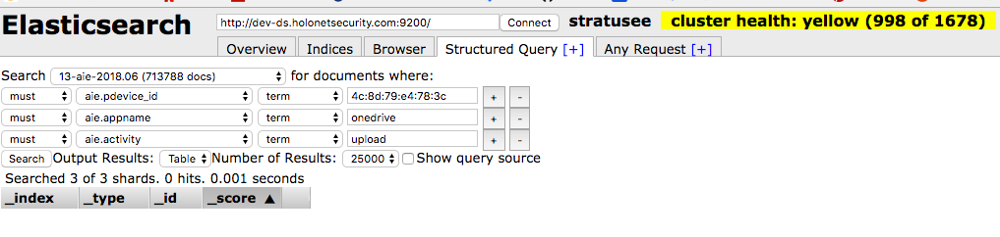 Elasticsearch http://dev-ds.holonetsecurity.com:9200/ Connect stratusee cluster health: yellow (998 of 1678)
Overview Indices Browser Structured Query [+] Any Request [+]
Search 13-aie-2018.06 (713788 docs) for documents where:
must aie.pdevice_id term 4c:8d:79:e4:78:3c + -
must aie.appname term onedrive + -
must aie.activity term upload + -
Search Output Results: Table Number of Results: 25000 Show query source
Searched 3 of 3 shards. 0 hits. 0.001 seconds
_index _type _id _score ▲